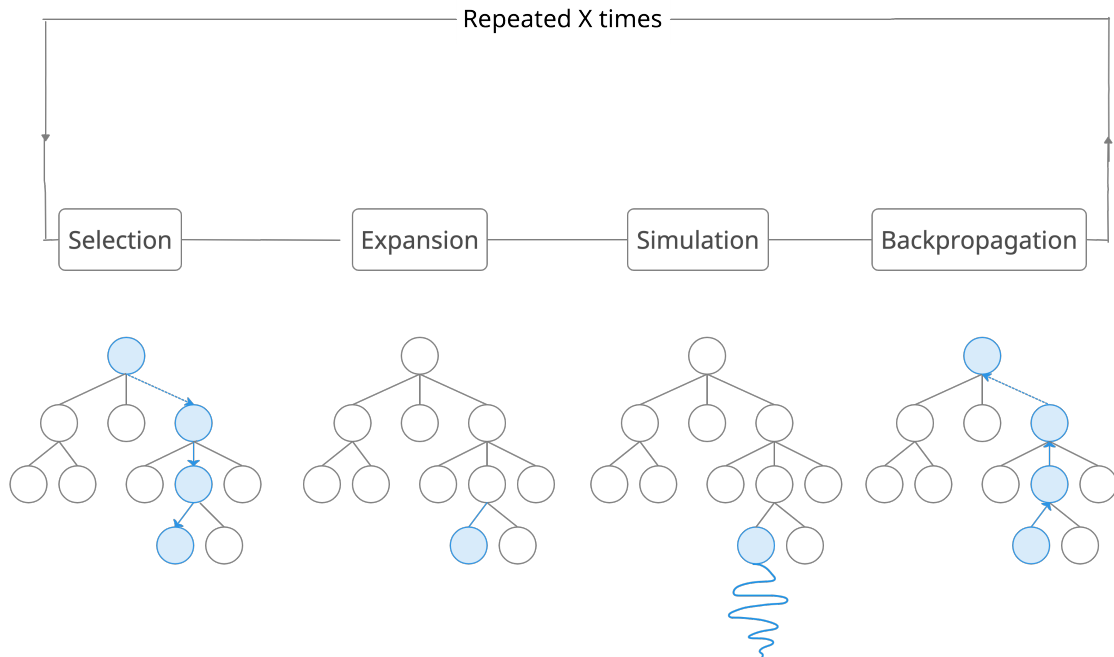 Repeated X times
Selection
Expansion
Simulation
Backpropagation